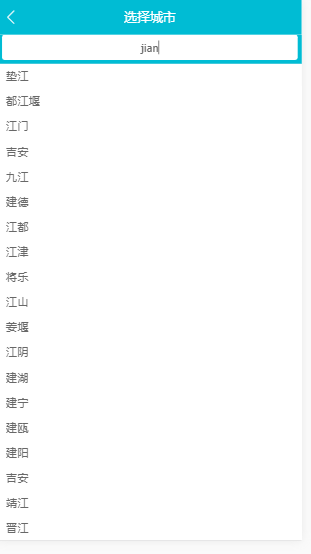 选择城市
jian
垫江
都江堰
江门
吉安
九江
建德
江都
江津
将乐
江山
姜堰
江阴
建湖
建宁
建瓯
建阳
吉安
靖江
晋江